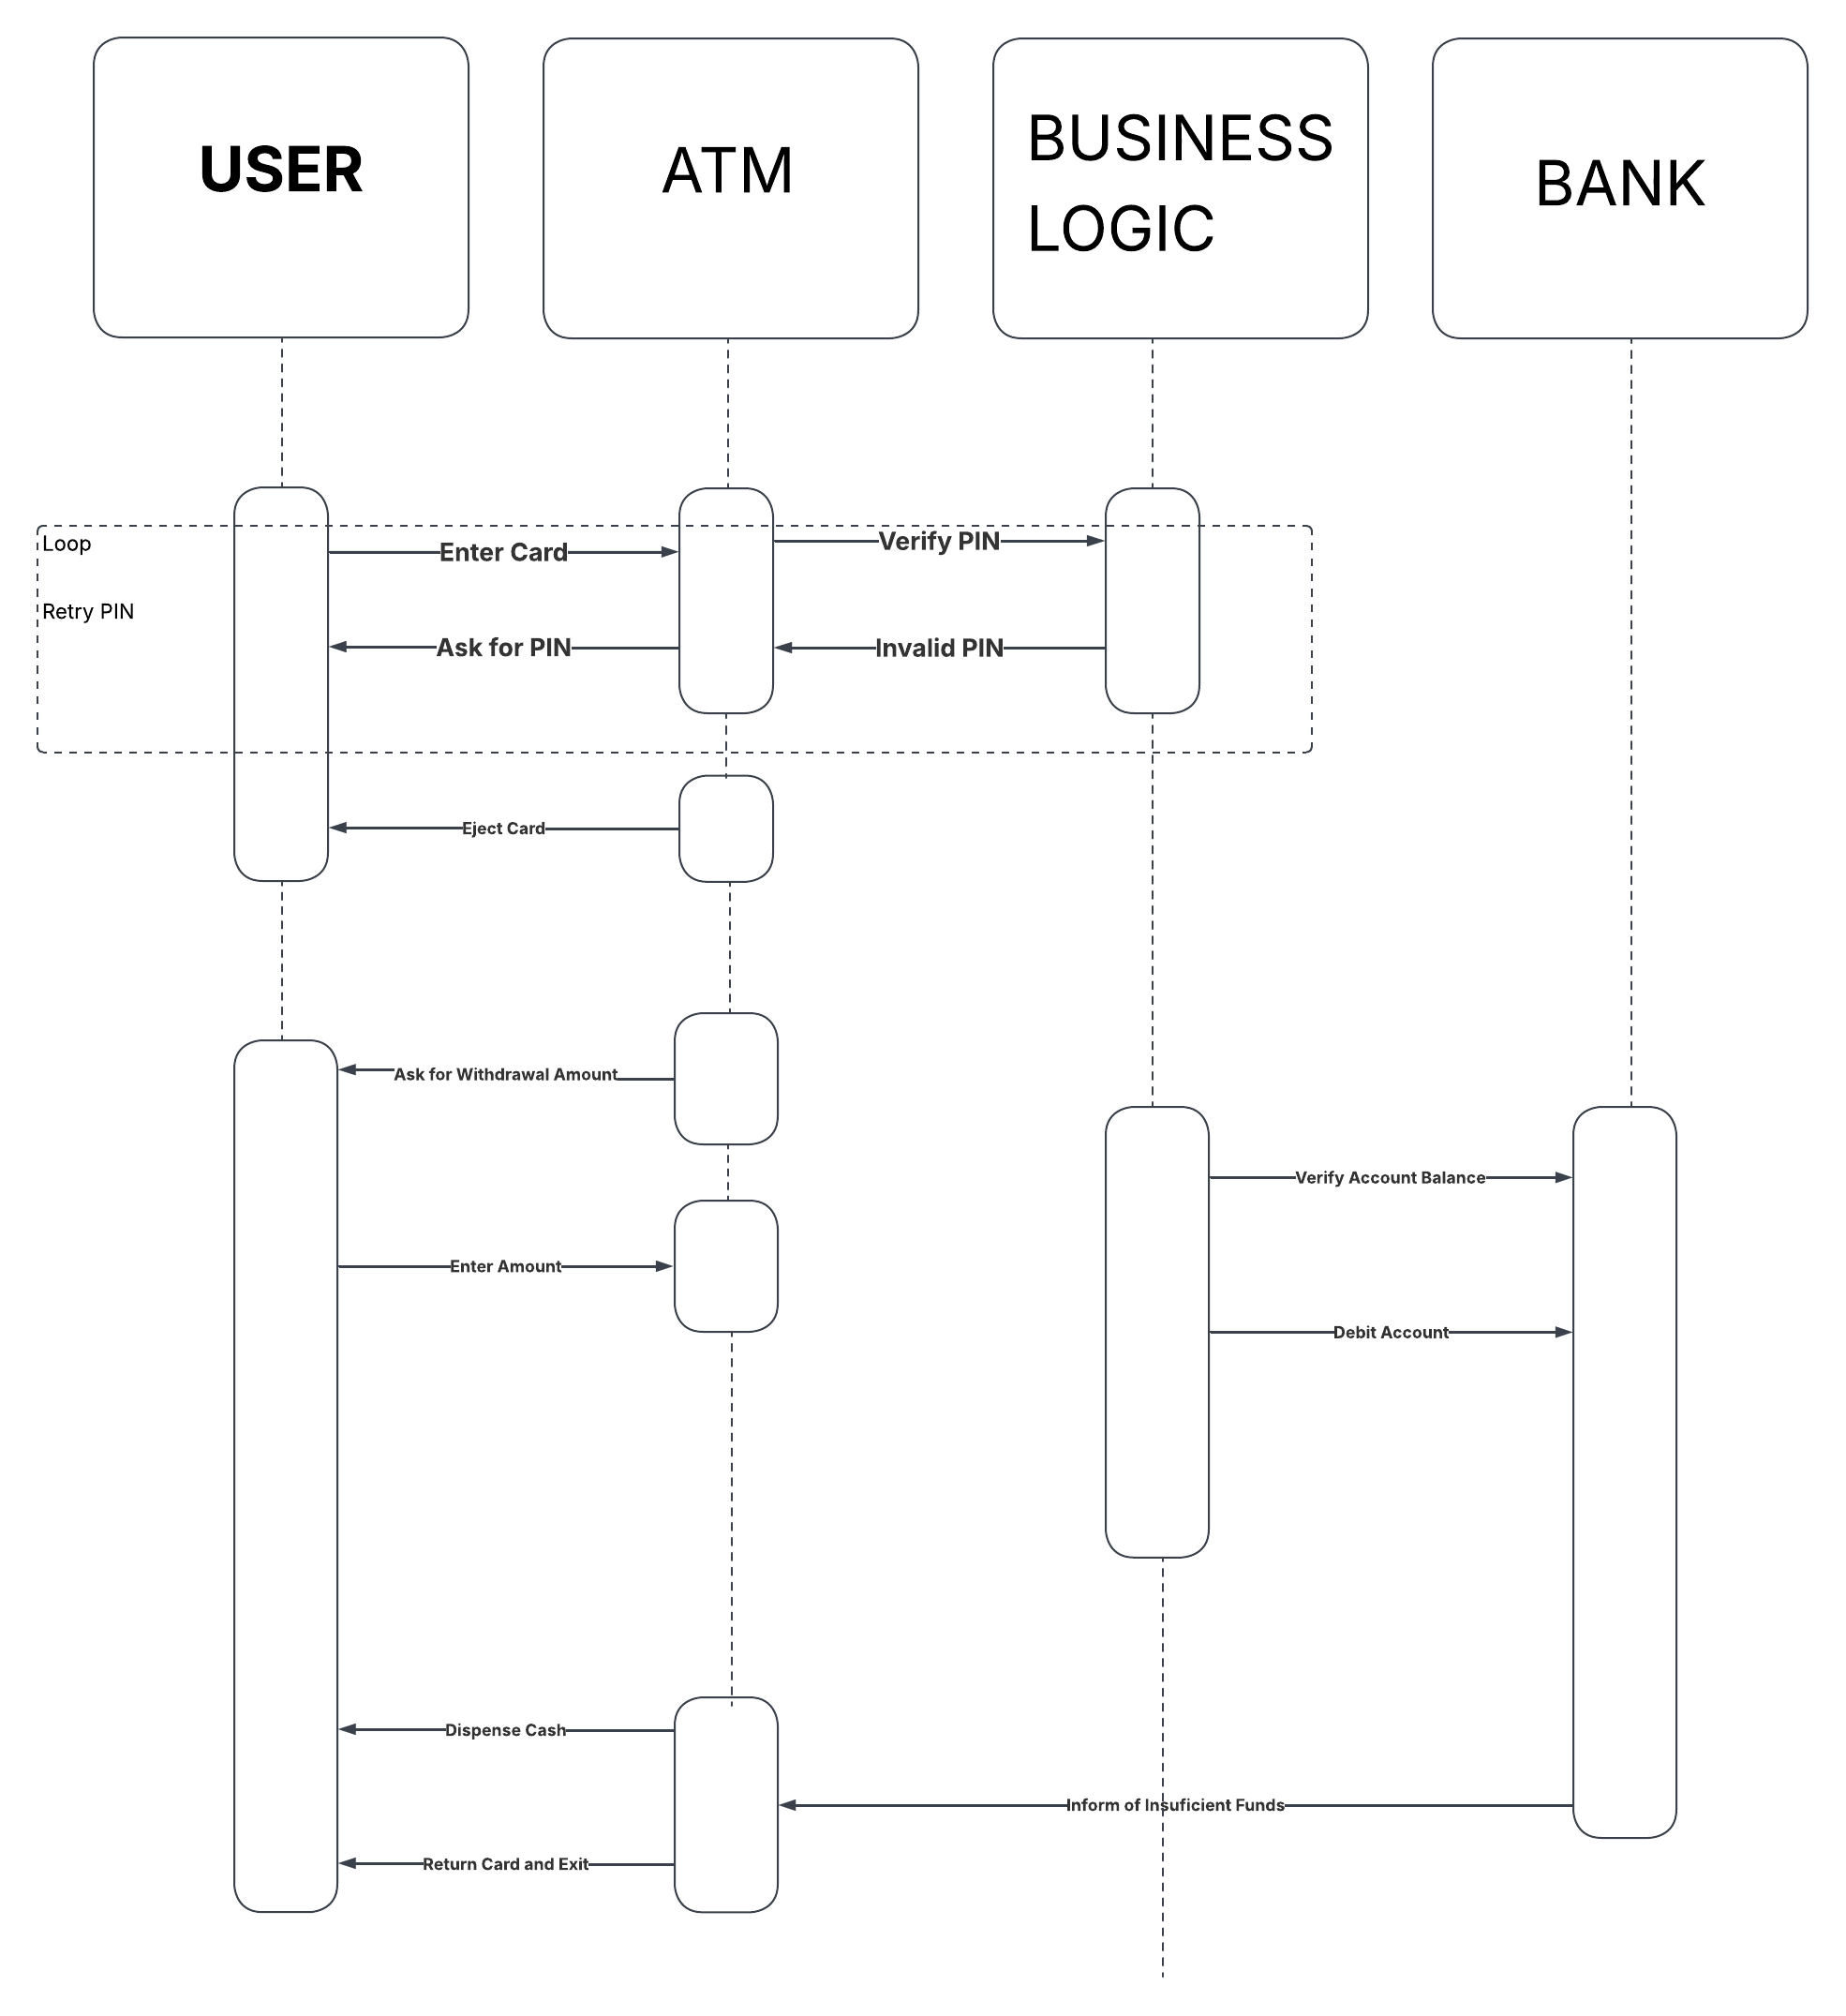 USER
ATM
BUSINESS
LOGIC
BANK
Loop
Enter Card
Verify PIN
Retry PIN
Ask for PIN
Invalid PIN
Eject Card
Ask for Withdrawal Amount
Verify Account Balance
Enter Amount
Debit Account
Dispense Cash
Inform of Insuficient Funds
Return Card and Exit